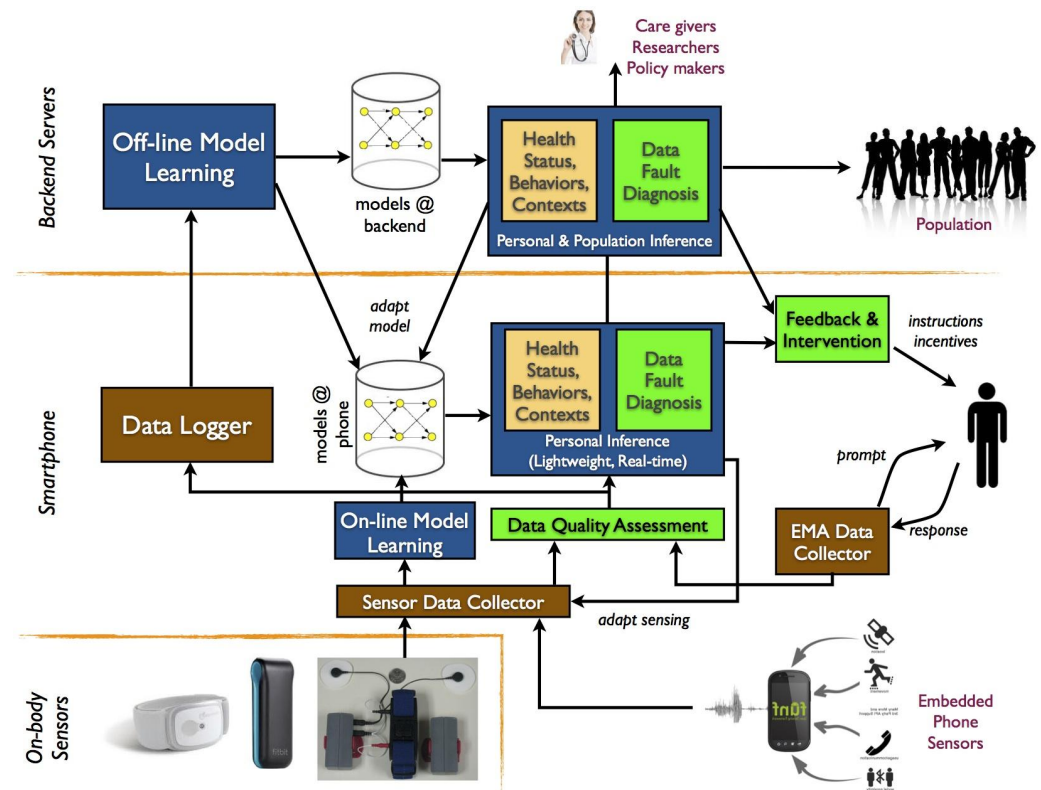 Care givers
Researchers
Policy makers
Backend Servers
Off-line Model
Learning
models @
backend
Health
Status,
Behaviors,
Contexts
Data
Fault
Diagnosis
Personal & Population Inference
Population
adapt
model
Feedback &
Intervention
instructions
incentives
Smartphone
Data Logger
models @
phone
Health
Status,
Behaviors,
Contexts
Data
Fault
Diagnosis
Personal Inference
(Lightweight, Real-time)
prompt
response
On-line Model
Learning
Data Quality Assessment
EMA Data
Collector
Sensor Data Collector
adapt sensing
On-body
Sensors
fitbit
funf
Embedded
Phone
Sensors